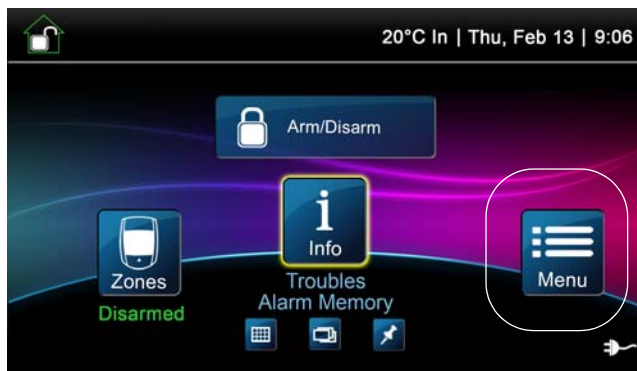 20°C In | Thu, Feb 13 | 9:06
Arm/Disarm
i
Info
Zones
Menu
Troubles
Disarmed
Alarm Memory